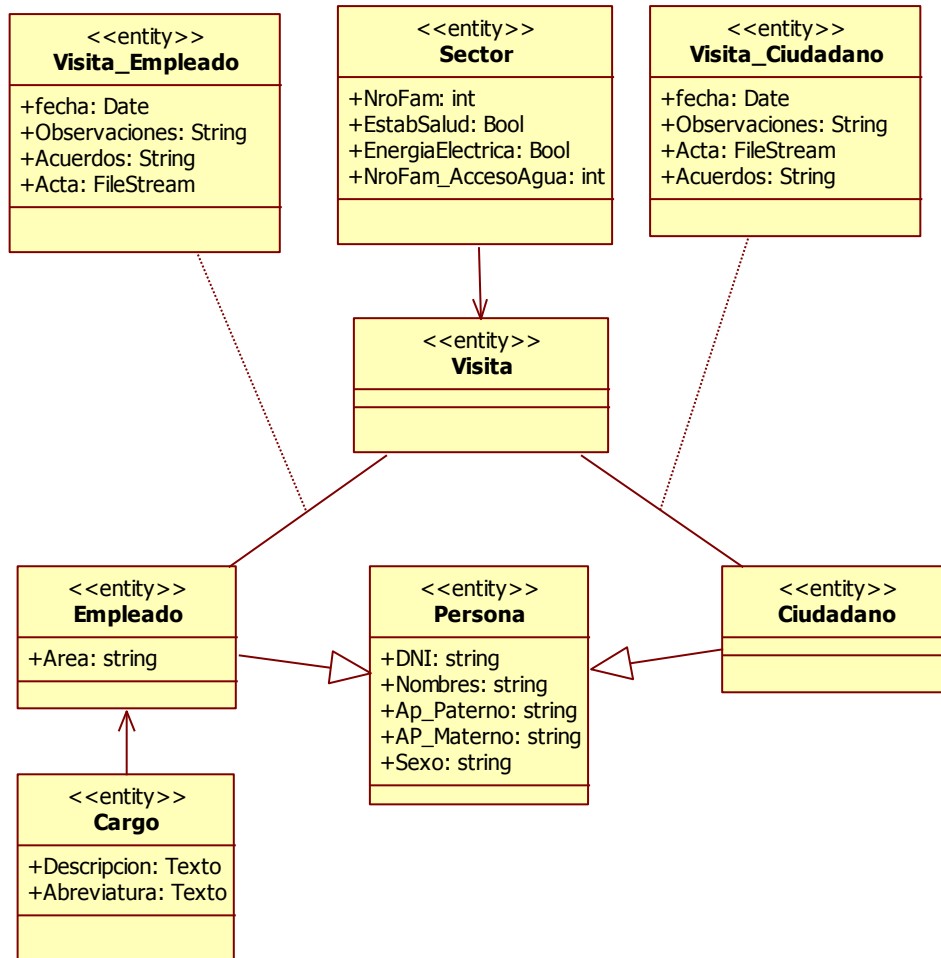 <<entity>>
Visita_Empleado
+fecha: Date
+Observaciones: String
+Acuerdos: String
+Acta: FileStream
<<entity>>
Sector
+NroFam: int
+EstabSalud: Bool
+EnergiaElectrica: Bool
+NroFam_AccesoAgua: int
<<entity>>
Visita_Ciudadano
+fecha: Date
+Observaciones: String
+Acta: FileStream
+Acuerdos: String
<<entity>>
Visita
<<entity>>
Empleado
+Area: string
<<entity>>
Persona
+DNI: string
+Nombres: string
+Ap_Paterno: string
+AP_Materno: string
+Sexo: string
<<entity>>
Ciudadano
<<entity>>
Cargo
+Descripcion: Texto
+Abreviatura: Texto